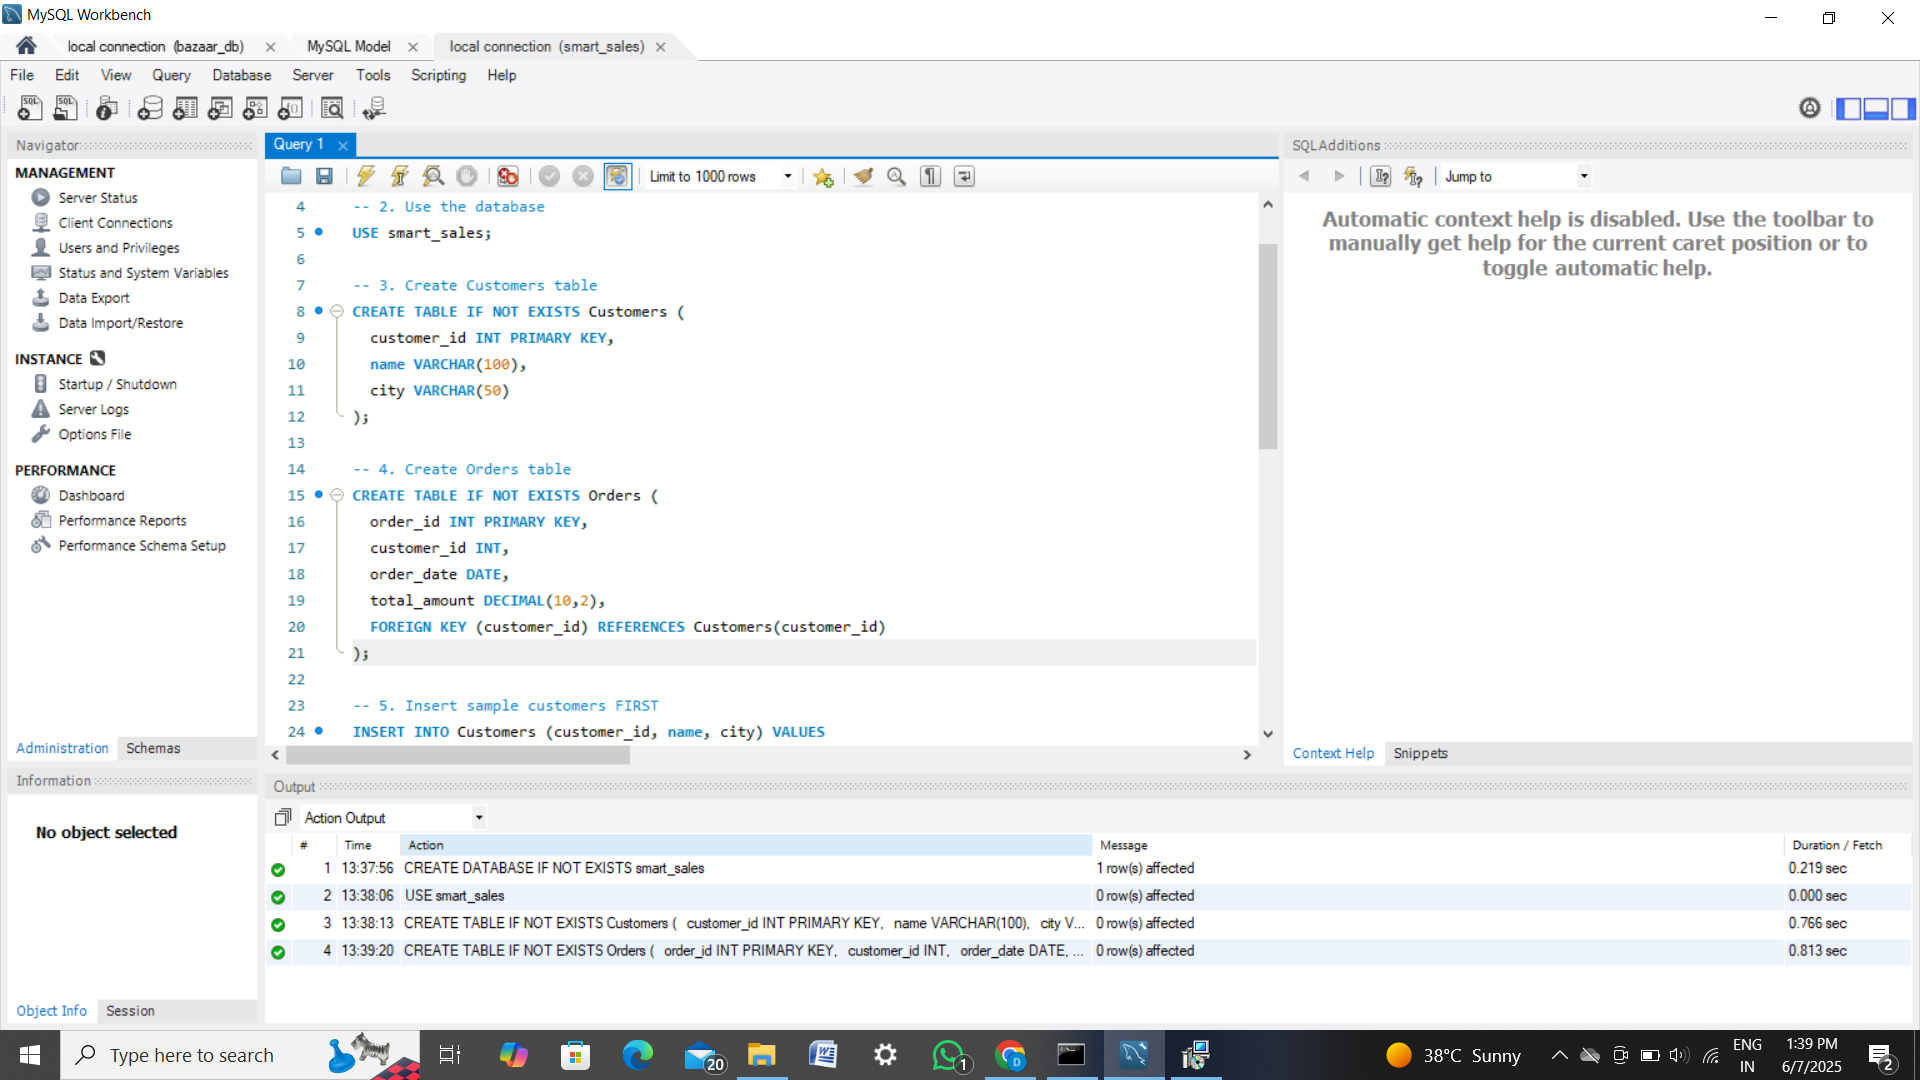 MySQL Workbench
local connection (bazaar_db)
MySQL Model
local connection (smart_sales)
File Edit View Query Database Server Tools Scripting Help
Navigator
MANAGEMENT
Server Status
Client Connections
Users and Privileges
Status and System Variables
Data Export
Data Import/Restore
INSTANCE
Startup / Shutdown
Server Logs
Options File
PERFORMANCE
Dashboard
Performance Reports
Performance Schema Setup
Administration Schemas
Information
No object selected
Object Info Session
Query 1
Limit to 1000 rows
4 -- 2. Use the database
5 USE smart_sales;
6
7 -- 3. Create Customers table
8 CREATE TABLE IF NOT EXISTS Customers (
9 customer_id INT PRIMARY KEY,
10 name VARCHAR(100),
11 city VARCHAR(50)
12 );
13
14 -- 4. Create Orders table
15 CREATE TABLE IF NOT EXISTS Orders (
16 order_id INT PRIMARY KEY,
17 customer_id INT,
18 order_date DATE,
19 total_amount DECIMAL(10,2),
20 FOREIGN KEY (customer_id) REFERENCES Customers(customer_id)
21 );
22
23 -- 5. Insert sample customers FIRST
24 INSERT INTO Customers (customer_id, name, city) VALUES
SQLAdditions
Jump to
Automatic context help is disabled. Use the toolbar to
manually get help for the current caret position or to
toggle automatic help.
Context Help Snippets
Output
Action Output
# Time Action Message Duration / Fetch
1 13:37:56 CREATE DATABASE IF NOT EXISTS smart_sales 1 row(s) affected 0.219 sec
2 13:38:06 USE smart_sales 0 row(s) affected 0.000 sec
3 13:38:13 CREATE TABLE IF NOT EXISTS Customers ( customer_id INT PRIMARY KEY, name VARCHAR(100), city V... 0 row(s) affected 0.766 sec
4 13:39:20 CREATE TABLE IF NOT EXISTS Orders ( order_id INT PRIMARY KEY, customer_id INT, order_date DATE, ... 0 row(s) affected 0.813 sec
Type here to search
20
1
D
38°C Sunny
ENG
IN
1:39 PM
6/7/2025
2